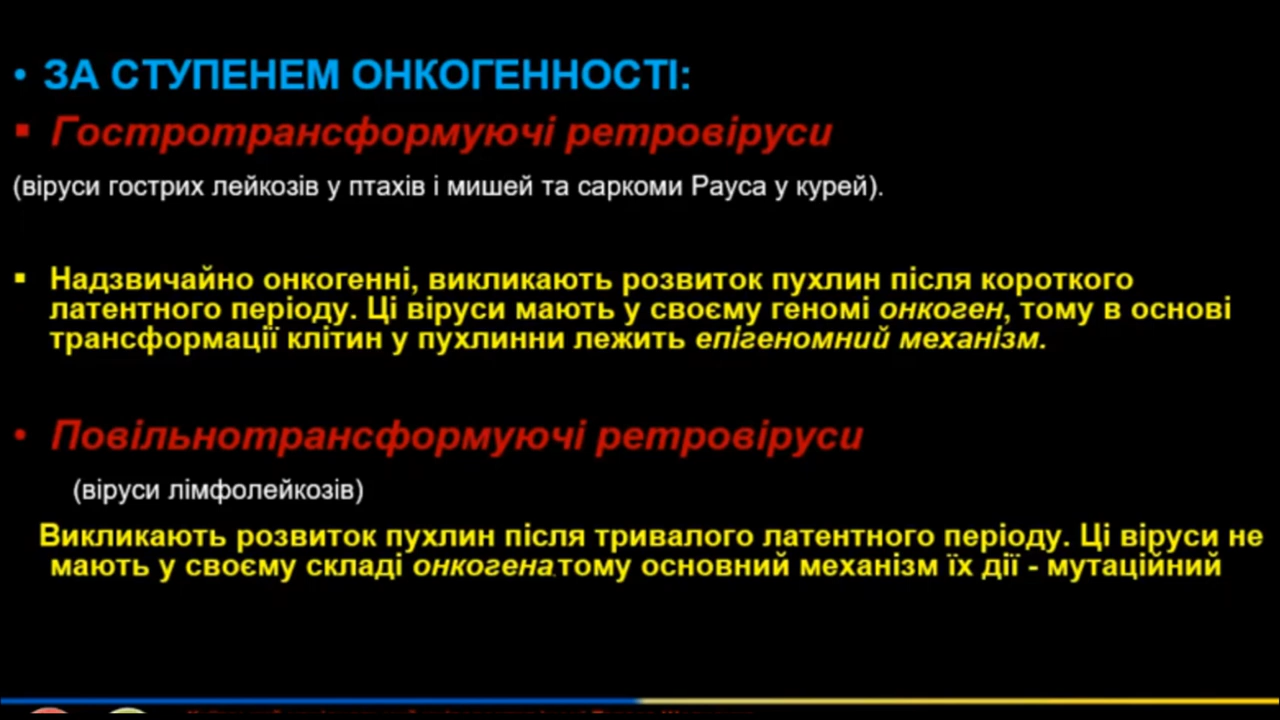 • ЗА СТУПЕНЕМ ОНКОГЕННОСТІ:
▪ Гостротрансформуючі ретровіруси
(віруси гострих лейкозів у птахів і мишей та саркоми Рауса у курей).
▪ Надзвичайно онкогенні, викликають розвиток пухлин після короткого
латентного періоду. Ці віруси мають у своєму геномі онкоген, тому в основі
трансформації клітин у пухлинни лежить епігеномний механізм.
• Повільнотрансформуючі ретровіруси
(віруси лімфолейкозів)
Викликають розвиток пухлин після тривалого латентного періоду. Ці віруси не
мають у своєму складі онкогена,тому основний механізм їх дії - мутаційний